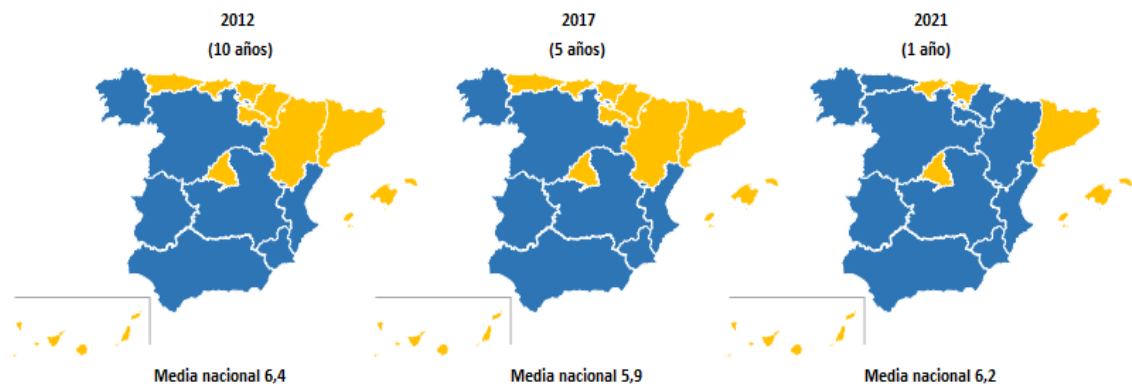 2012
(10 años)
2017
(5 años)
2021
(1 año)
Media nacional 6,4
Media nacional 5,9
Media nacional 6,2